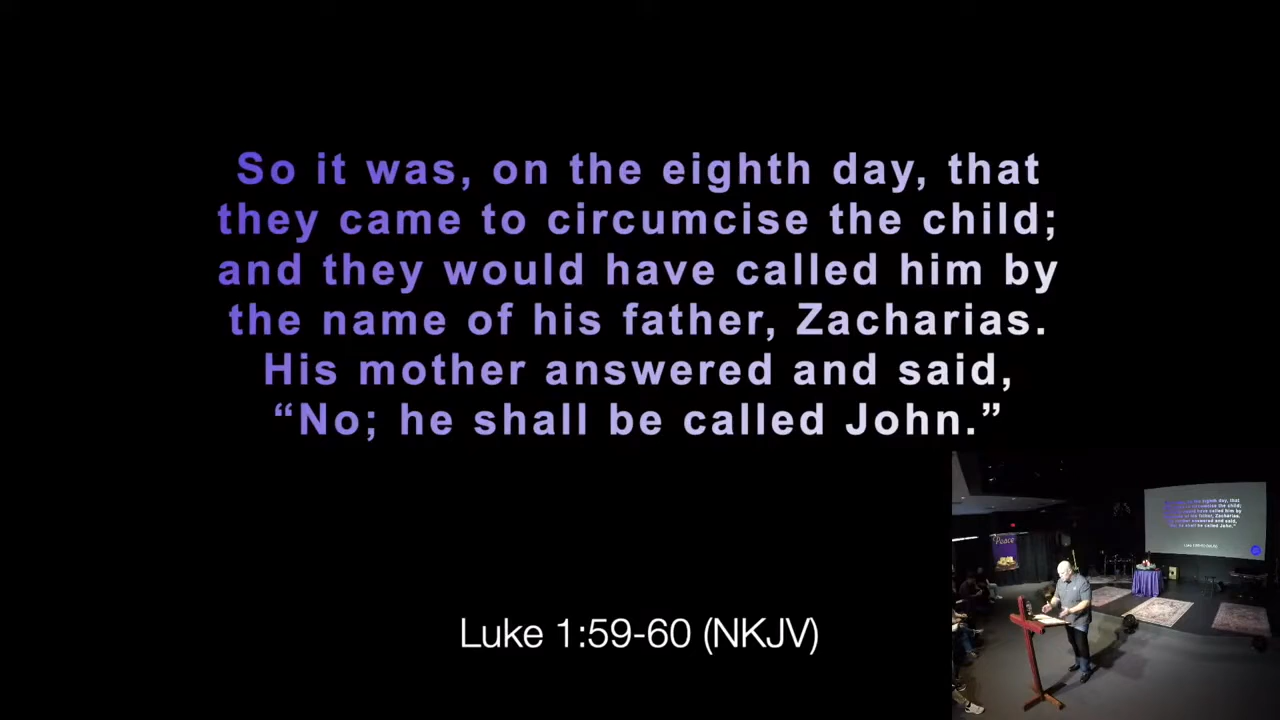 So it was, on the eighth day, that
they came to circumcise the child;
and they would have called him by
the name of his father, Zacharias.
His mother answered and said,
“No; he shall be called John.”
Luke 1:59-60 (NKJV)
Peace